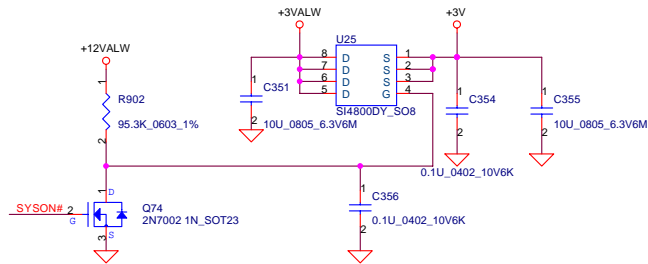 +3VALW
+3V
+12VALW
U25
8
7
6
5
D
D
D
D
S
S
S
G
1
2
3
4
SI4800DY_SO8
1
C351
2
10U_0805_6.3V6M
1
C354
2
0.1U_0402_10V6K
1
C355
2
10U_0805_6.3V6M
1
R902
95.3K_0603_1%
2
1
C356
2
0.1U_0402_10V6K
SYSON#
2
G
1
D
3
S
Q74
2N7002 1N_SOT23